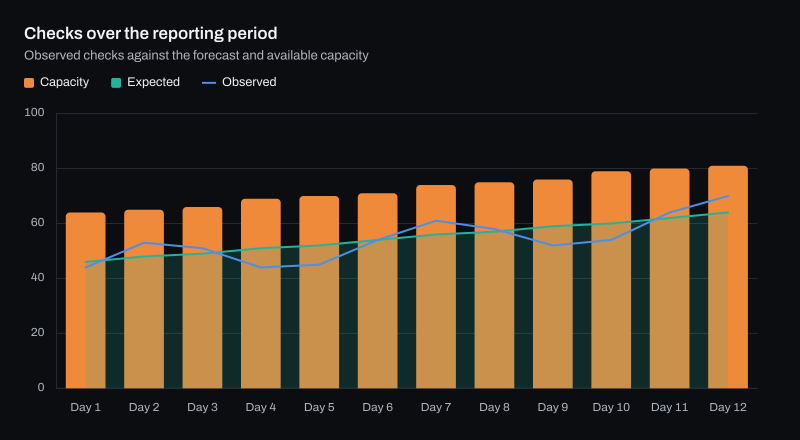 Checks over the reporting period
Observed checks against the forecast and available capacity
Capacity Expected Observed
100
80
60
40
20
0
Day 1 Day 2 Day 3 Day 4 Day 5 Day 6 Day 7 Day 8 Day 9 Day 10 Day 11 Day 12